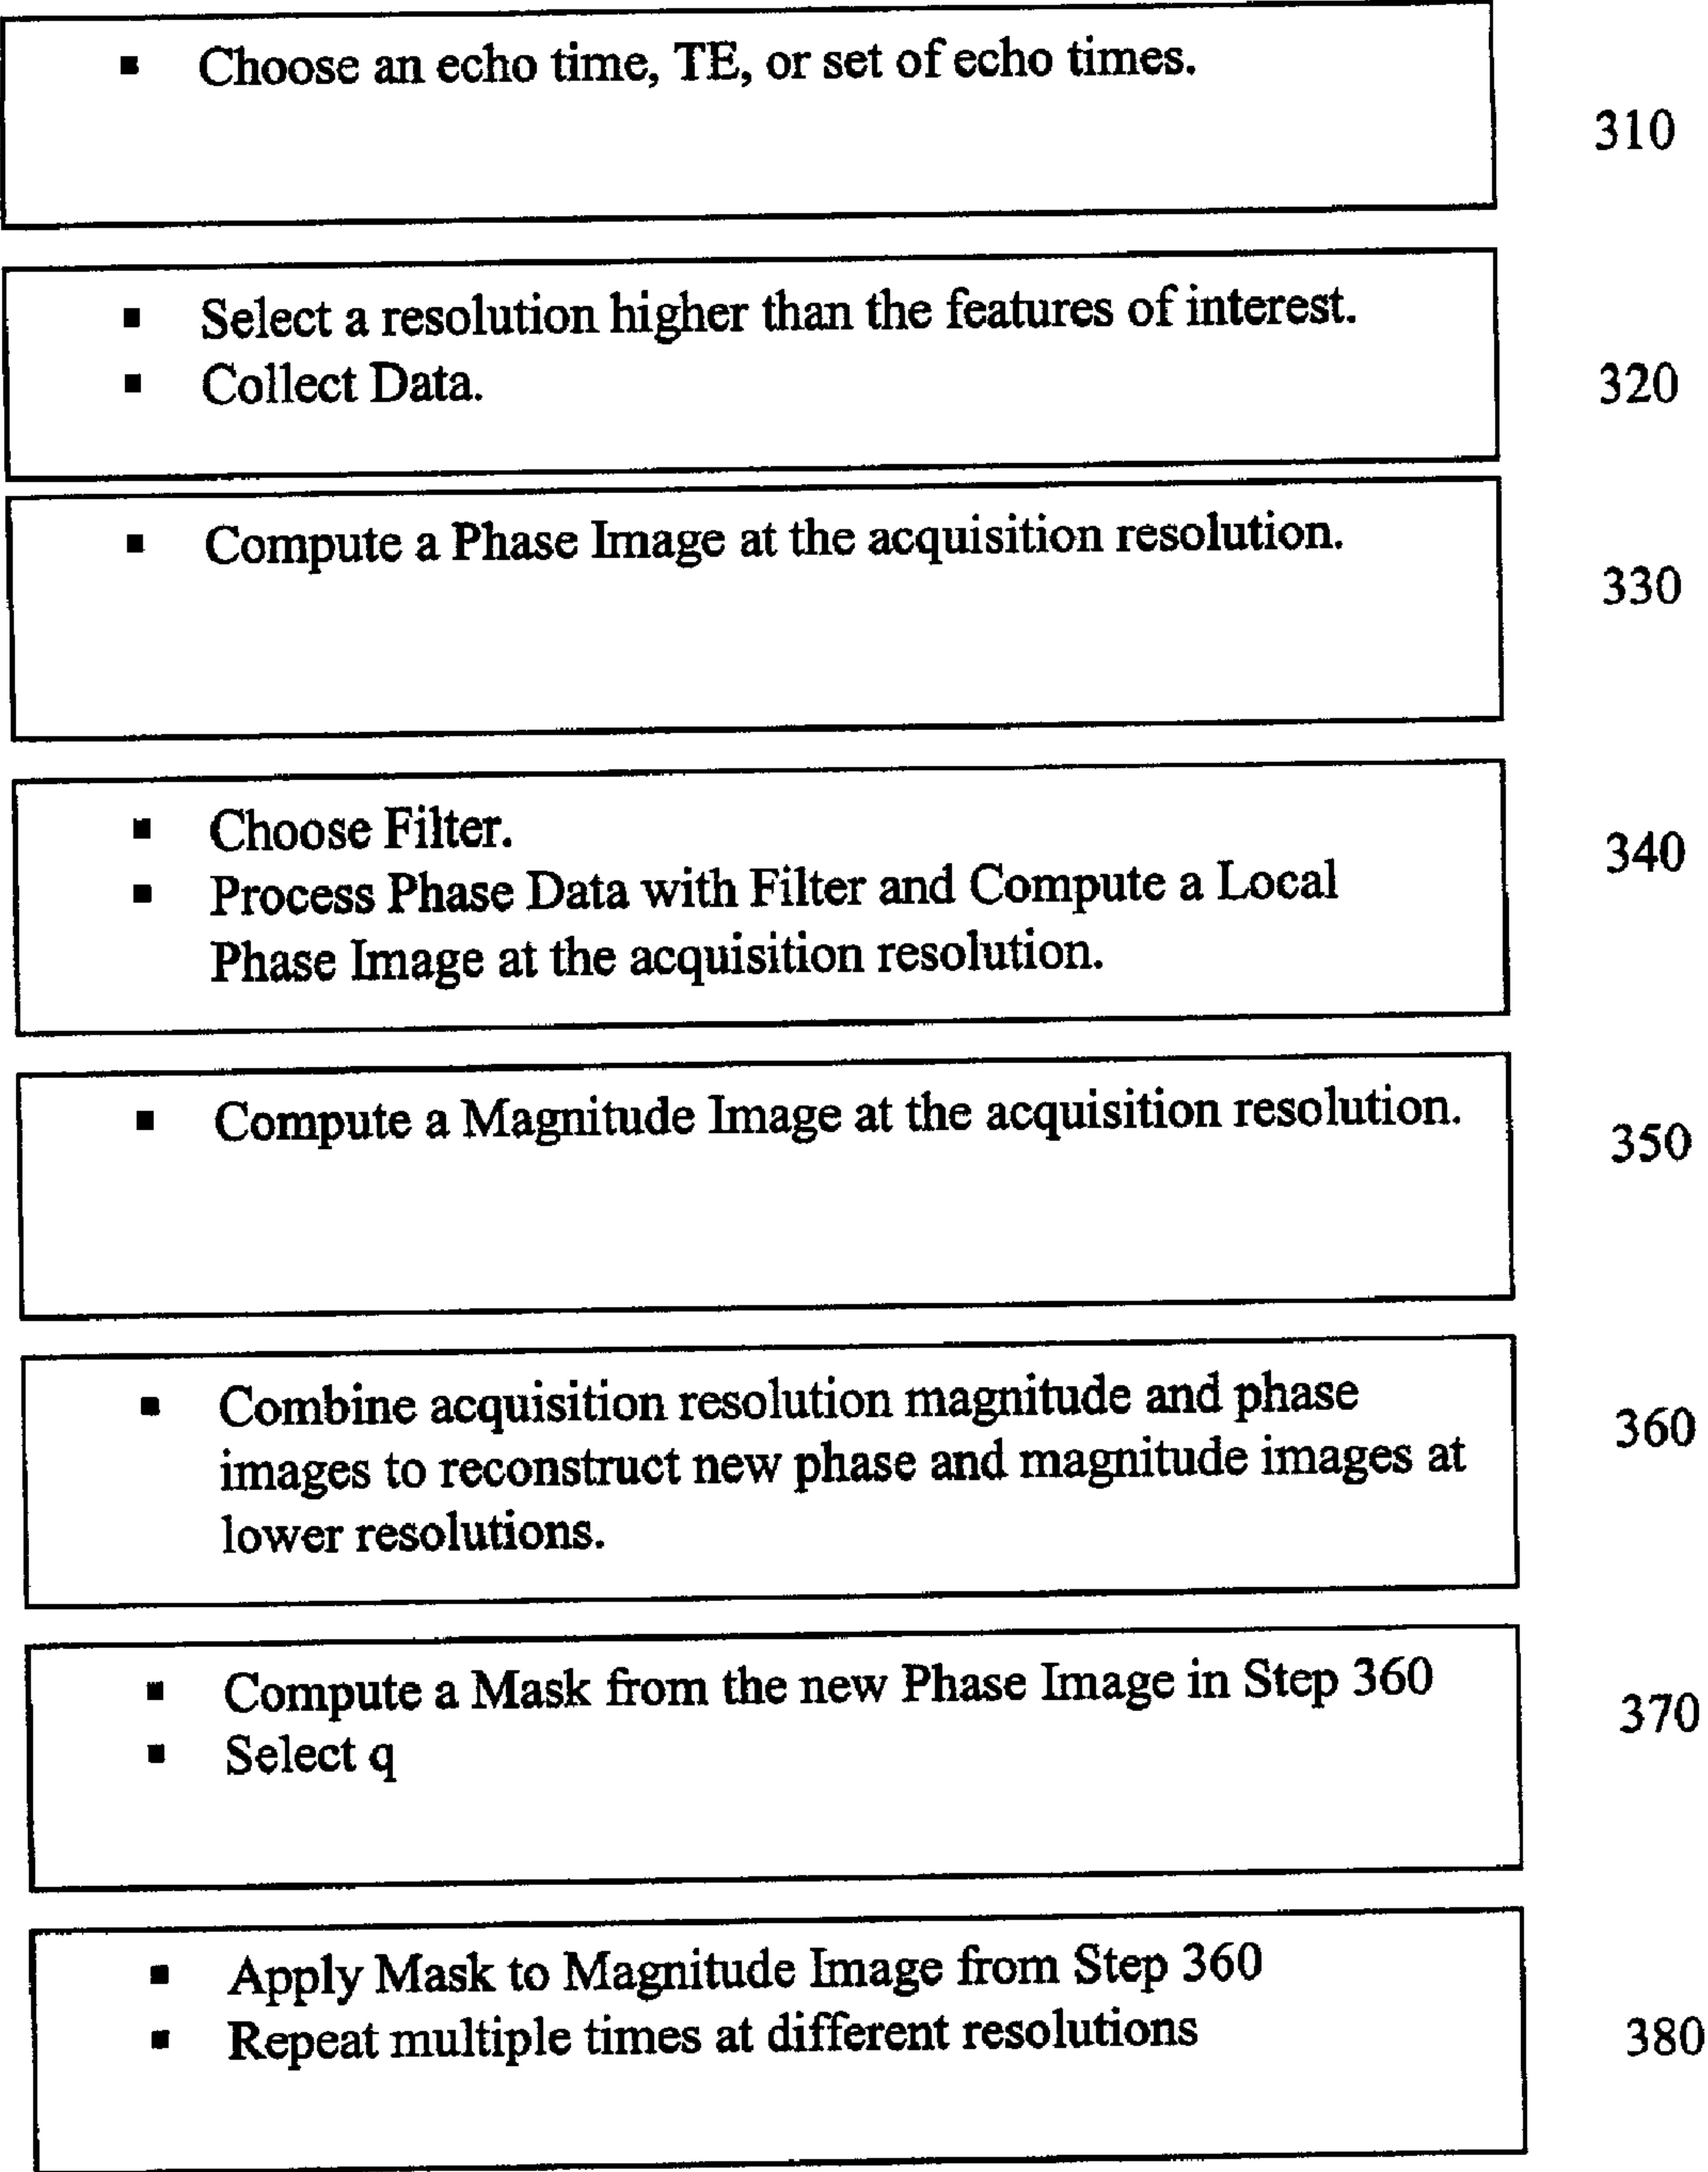 ▪ Choose an echo time, TE, or set of echo times.
310
▪ Select a resolution higher than the features of interest.
▪ Collect Data.
320
▪ Compute a Phase Image at the acquisition resolution.
330
▪ Choose Filter.
340
▪ Process Phase Data with Filter and Compute a Local
Phase Image at the acquisition resolution.
▪ Compute a Magnitude Image at the acquisition resolution.
350
▪ Combine acquisition resolution magnitude and phase
360
images to reconstruct new phase and magnitude images at
lower resolutions.
▪ Compute a Mask from the new Phase Image in Step 360
370
▪ Select q
▪ Apply Mask to Magnitude Image from Step 360
▪ Repeat multiple times at different resolutions
380